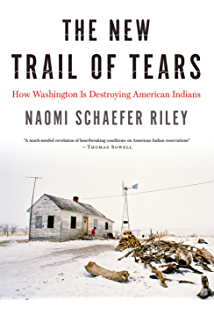 THE NEW
TRAIL OF TEARS
How Washington Is Destroying American Indians
NAOMI SCHAEFER RILEY
"A much-needed revelation of heartbreaking conditions on American Indian reservations"
—THOMAS SOWELL